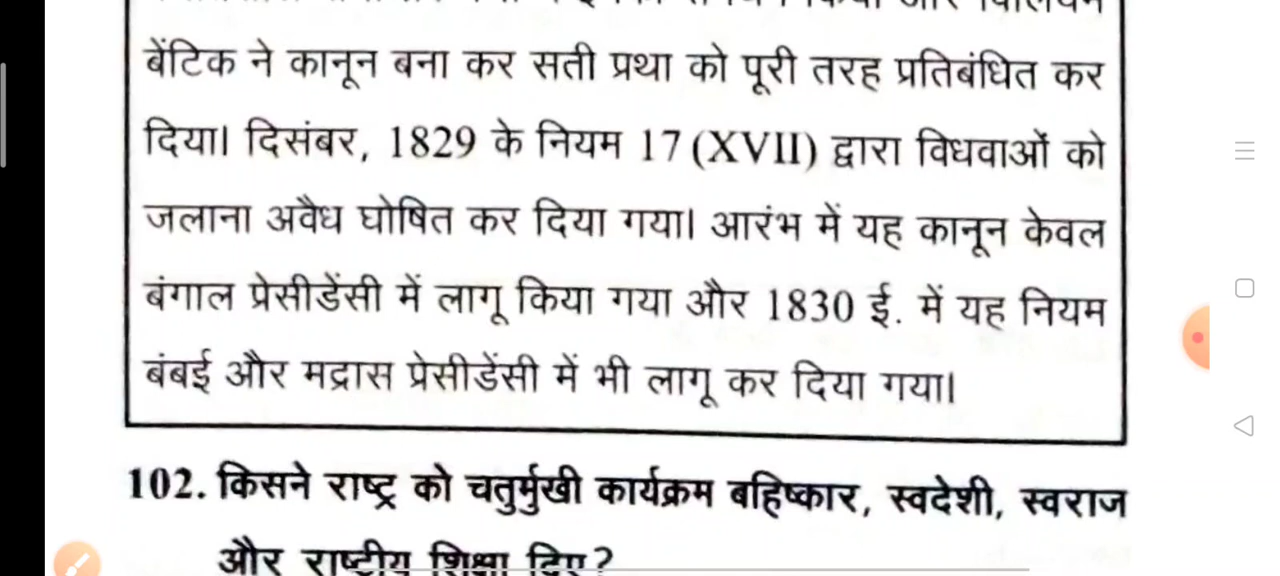 बेंटिक ने कानून बना कर सती प्रथा को पूरी तरह प्रतिबंधित कर
दिया। दिसंबर, 1829 के नियम 17 (XVII) द्वारा विधवाओं को
जलाना अवैध घोषित कर दिया गया। आरंभ में यह कानून केवल
बंगाल प्रेसीडेंसी में लागू किया गया और 1830 ई. में यह नियम
बंबई और मद्रास प्रेसीडेंसी में भी लागू कर दिया गया।
102. किसने राष्ट्र को चतुर्मुखी कार्यक्रम बहिष्कार, स्वदेशी, स्वराज
और राष्ट्रीय शिक्षा दिए?